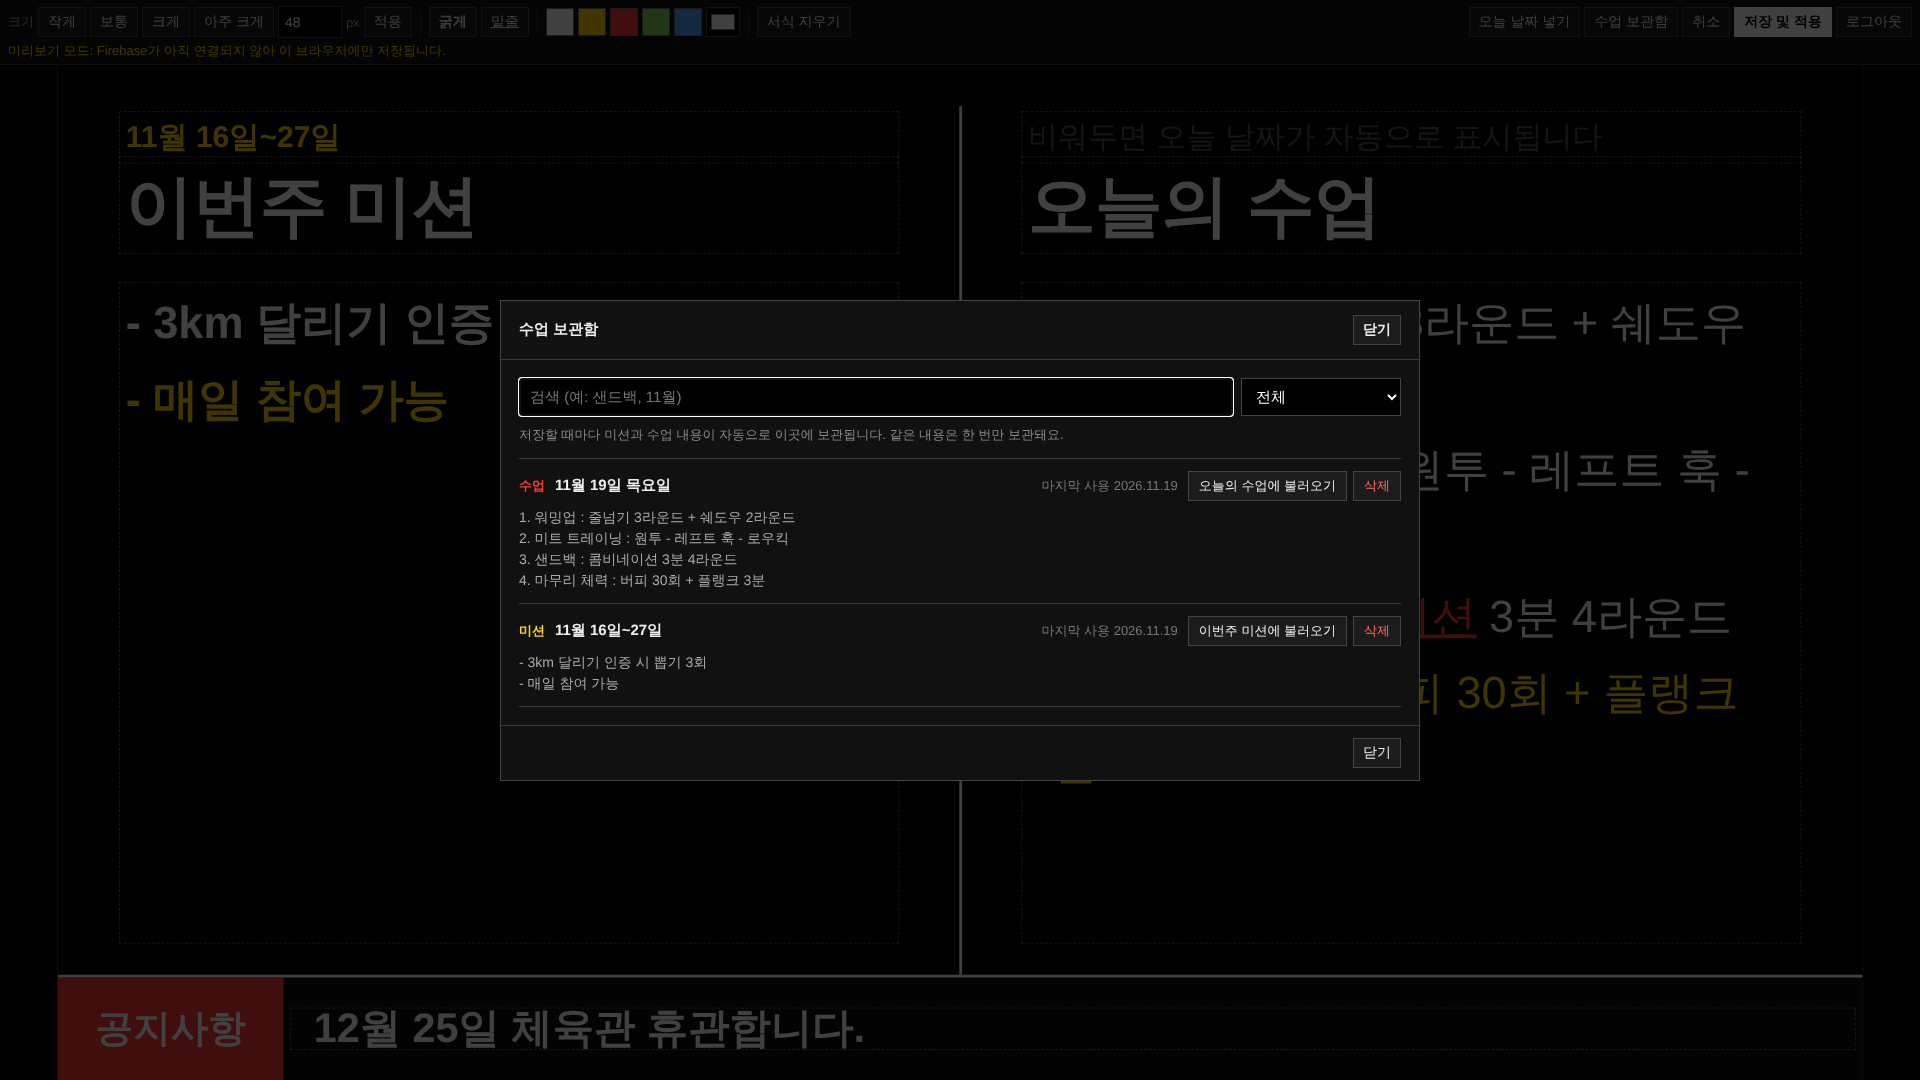 크기 작게 보통 크게 아주 크게 48 px 적용 굵게 밑줄 서식 지우기 오늘 날짜 넣기 수업 보관함 취소 저장 및 적용 로그아웃
미리보기 모드: Firebase가 아직 연결되지 않아 이 브라우저에만 저장됩니다.
11월 16일~27일
이번주 미션
- 3km 달리기 인증
- 매일 참여 가능
비워두면 오늘 날짜가 자동으로 표시됩니다
오늘의 수업
라운드 + 쉐도우
원투 - 레프트 훅 -
션 3분 4라운드
피 30회 + 플랭크
수업 보관함 닫기
검색 (예: 샌드백, 11월) 전체
저장할 때마다 미션과 수업 내용이 자동으로 이곳에 보관됩니다. 같은 내용은 한 번만 보관돼요.
수업 11월 19일 목요일 마지막 사용 2026.11.19 오늘의 수업에 불러오기 삭제
1. 워밍업 : 줄넘기 3라운드 + 쉐도우 2라운드
2. 미트 트레이닝 : 원투 - 레프트 훅 - 로우킥
3. 샌드백 : 콤비네이션 3분 4라운드
4. 마무리 체력 : 버피 30회 + 플랭크 3분
미션 11월 16일~27일 마지막 사용 2026.11.19 이번주 미션에 불러오기 삭제
- 3km 달리기 인증 시 뽑기 3회
- 매일 참여 가능
닫기
공지사항 12월 25일 체육관 휴관합니다.